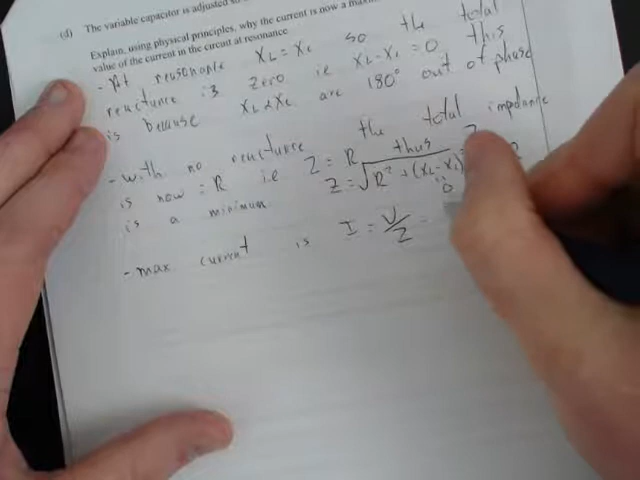 (d) The variable capacitor is adjusted so
Explain, using physical principles, why the current is now a
value of the current in the circuit at resonance.
- At resonance XL = XC so the total
reactance is zero ie XL-XC = 0 this
is because XL & XC are 180° out of phase
- with no reactance the total impedance
is now = R ie Z = R thus Z
is a minimum. Z = √R² + (XL-XC)
0
- max current is I = V/Z =